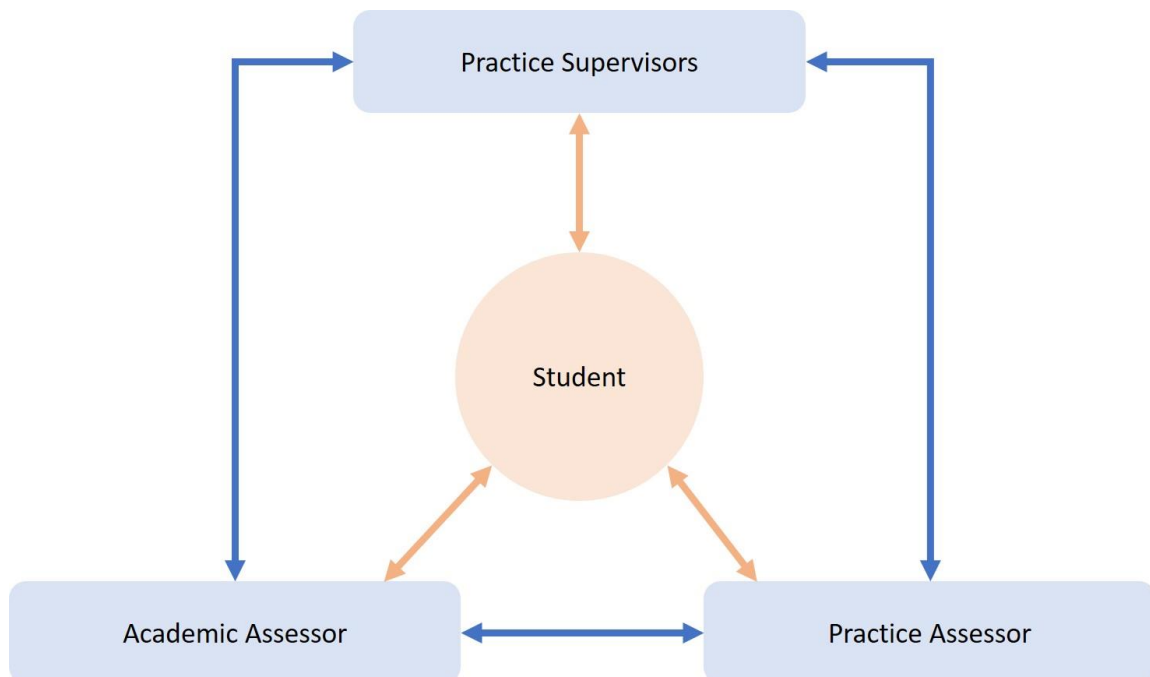 Practice Supervisors
Student
Academic Assessor
Practice Assessor